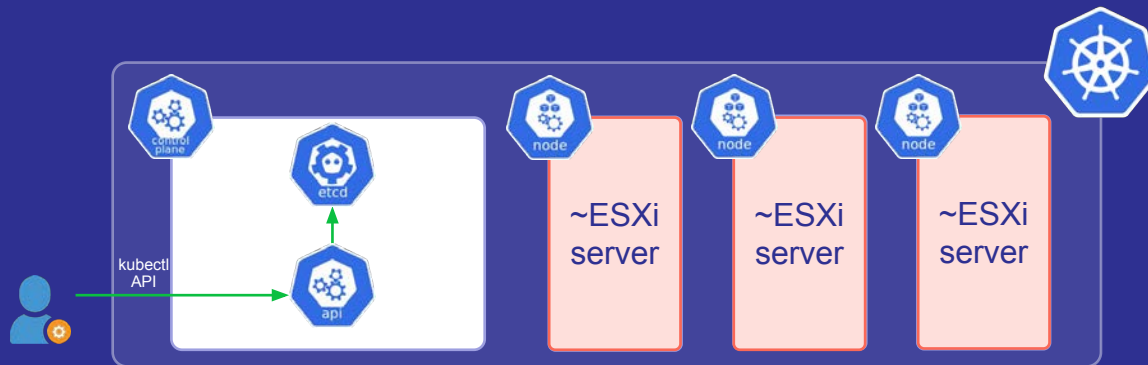 control
plane
etcd
kubectl
API
api
node
~ESXi
server
node
~ESXi
server
node
~ESXi
server